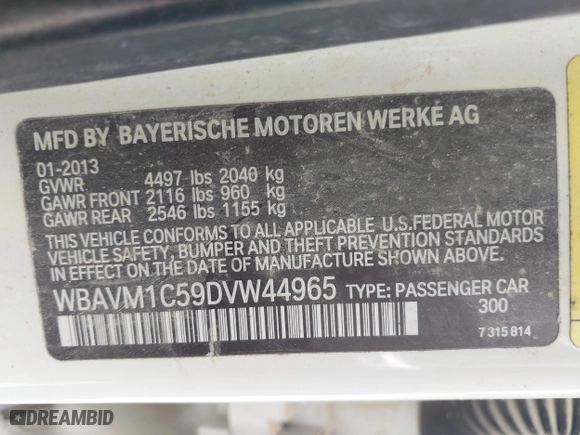 MFD BY BAYERISCHE MOTOREN WERKE AG
01-2013
GVWR 4497 lbs 2040 kg
GAWR FRONT 2116 lbs 960 kg
GAWR REAR 2546 lbs 1155 kg
THIS VEHICLE CONFORMS TO ALL APPLICABLE U.S.FEDERAL MOTOR
VEHICLE SAFETY, BUMPER AND THEFT PREVENTION STANDARDS
IN EFFECT ON THE DATE OF MANUFACTURE SHOWN ABOVE.
WBAVM1C59DVW44965 TYPE: PASSENGER CAR
300
7 315 814
DREAMBID